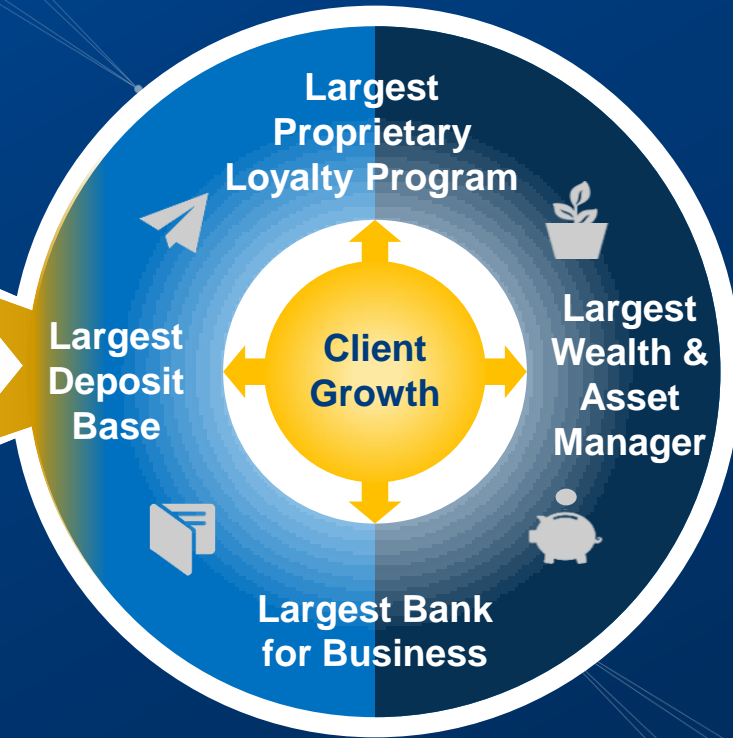 Largest
Proprietary
Loyalty Program
Largest
Deposit
Base
Client
Growth
Largest
Wealth &
Asset
Manager
Largest Bank
for Business